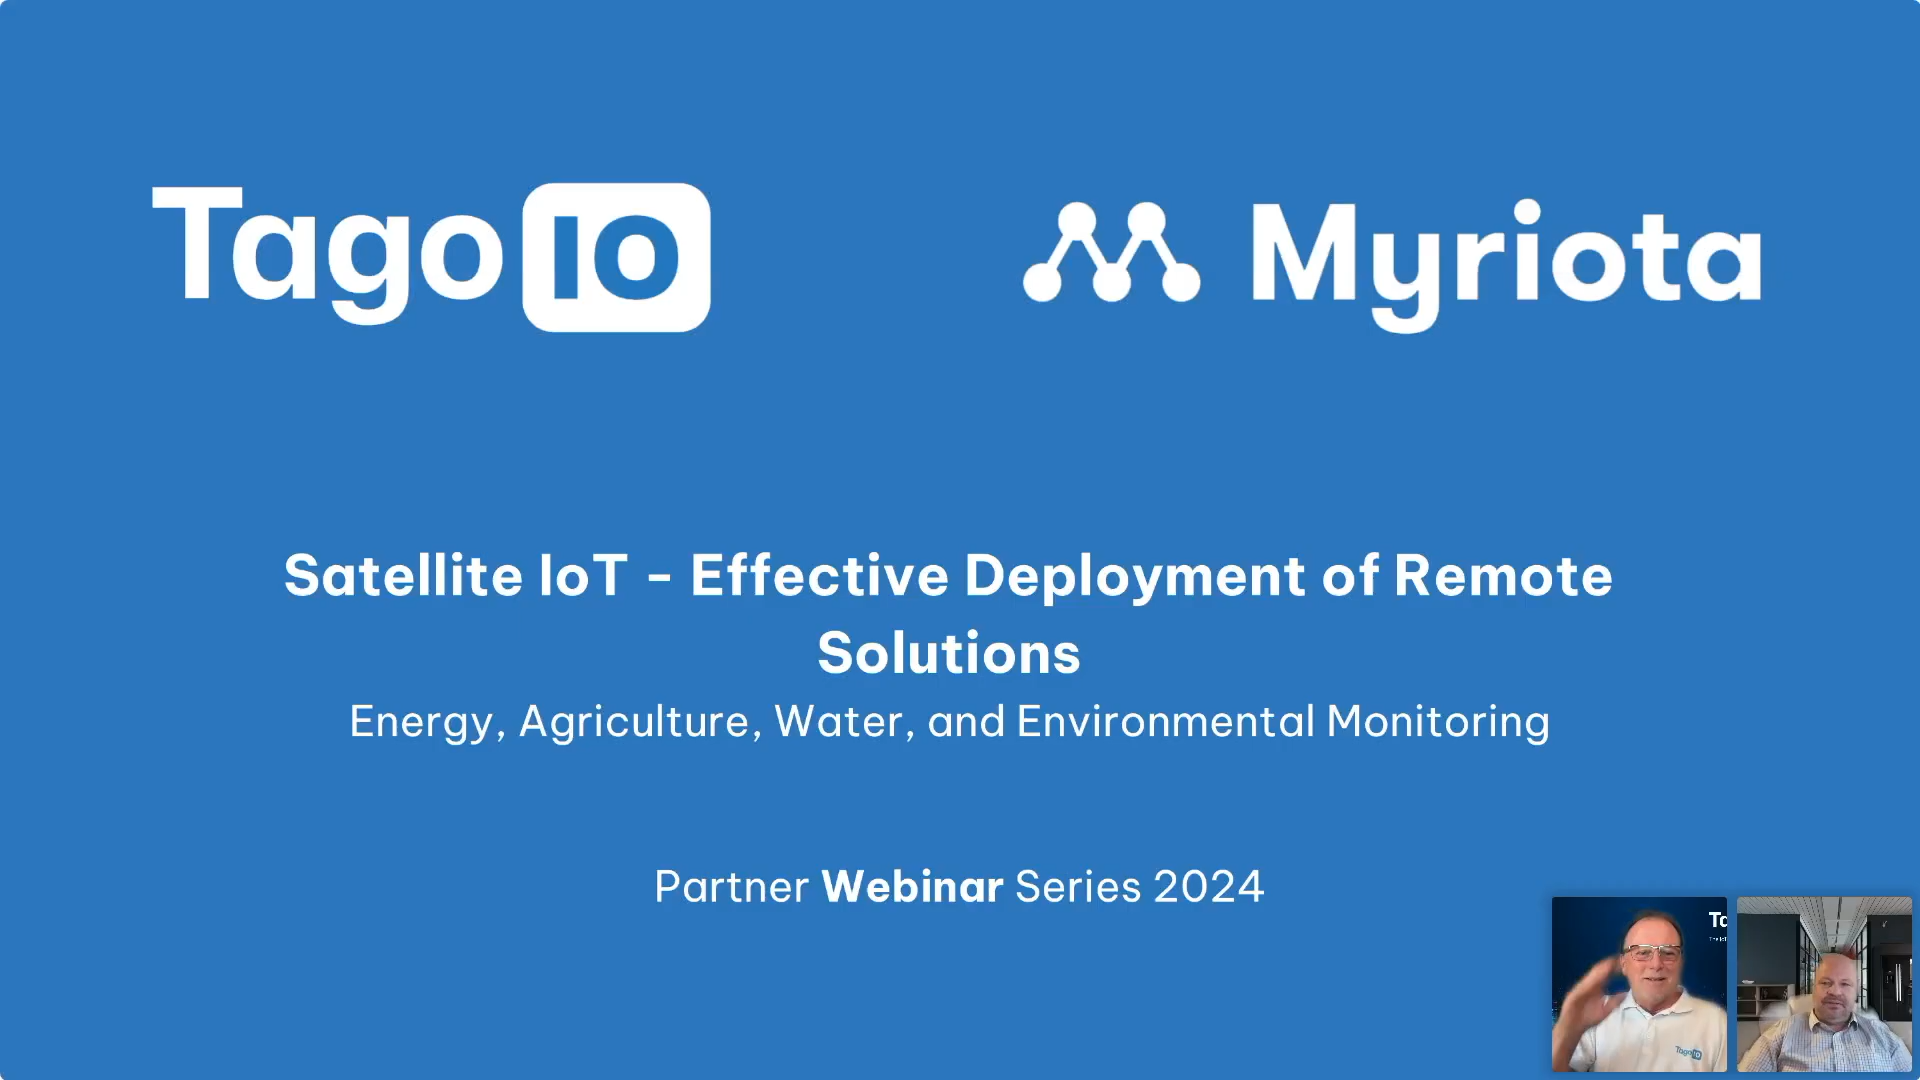 TagoIO
Myriota
Satellite IoT - Effective Deployment of Remote
Solutions
Energy, Agriculture, Water, and Environmental Monitoring
Partner Webinar Series 2024
TagoIO